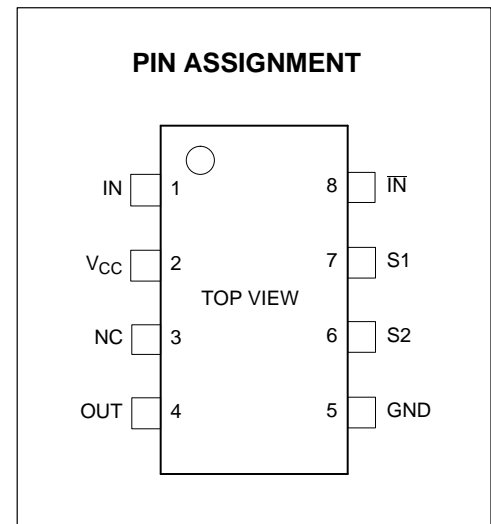 PIN ASSIGNMENT
IN 1 8 I̅N̅
VCC 2 7 S1
TOP VIEW
NC 3 6 S2
OUT 4 5 GND